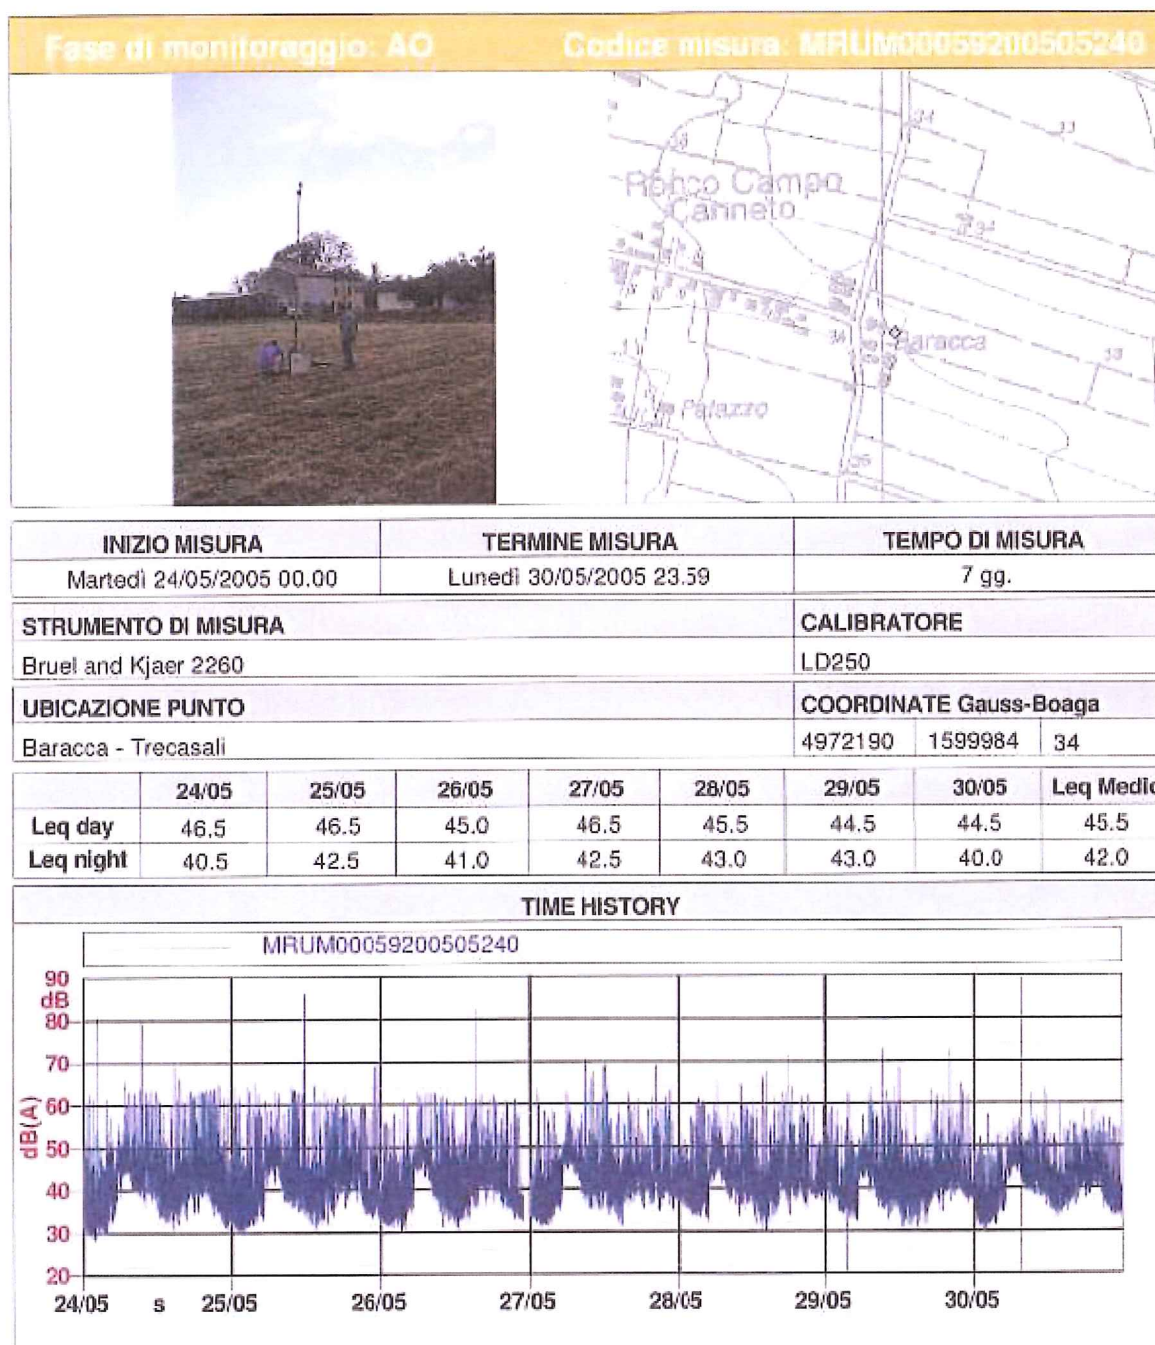 Fase di monitoraggio: AO Codice misura: MRUM00059200505240
Ronco Campo
Canneto
Baracca
Palazzo
INIZIO MISURA TERMINE MISURA TEMPO DI MISURA
Martedì 24/05/2005 00.00 Lunedì 30/05/2005 23.59 7 gg.
STRUMENTO DI MISURA CALIBRATORE
Bruel and Kjaer 2260 LD250
UBICAZIONE PUNTO COORDINATE Gauss-Boaga
Baracca - Trecasali 4972190 1599984 34
24/05 25/05 26/05 27/05 28/05 29/05 30/05 Leq Medio
Leq day 46.5 46.5 45.0 46.5 45.5 44.5 44.5 45.5
Leq night 40.5 42.5 41.0 42.5 43.0 43.0 40.0 42.0
TIME HISTORY
MRUM00059200505240
90
dB
80
70
60
50
40
30
20
dB(A)
24/05 s 25/05 26/05 27/05 28/05 29/05 30/05